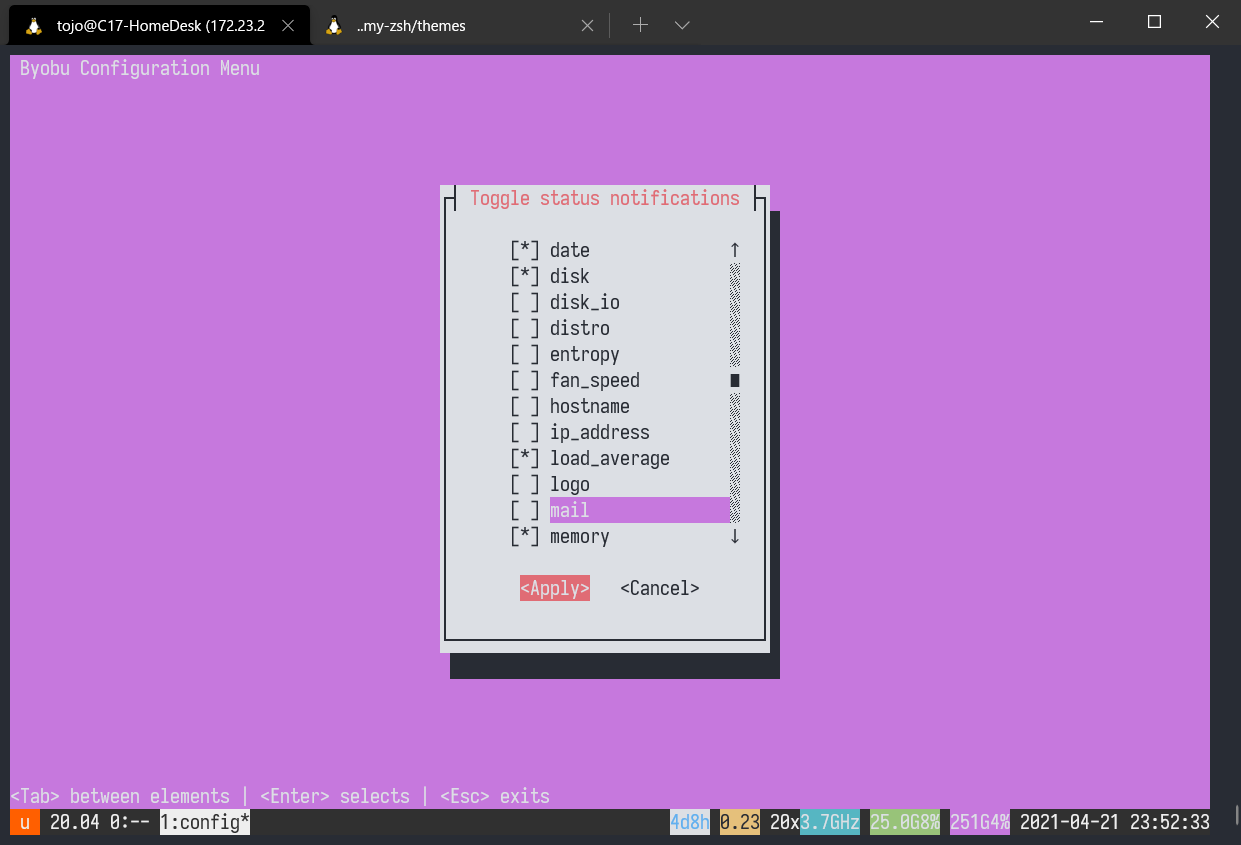 tojo@C17-HomeDesk (172.23.2
..my-zsh/themes
Byobu Configuration Menu
Toggle status notifications
[*] date ↑
[*] disk
[ ] disk_io
[ ] distro
[ ] entropy
[ ] fan_speed
[ ] hostname
[ ] ip_address
[*] load_average
[ ] logo
[ ] mail
[*] memory ↓
<Apply> <Cancel>
<Tab> between elements | <Enter> selects | <Esc> exits
u 20.04 0:-- 1:config* 4d8h 0.23 20x3.7GHz 25.0G8% 251G4% 2021-04-21 23:52:33